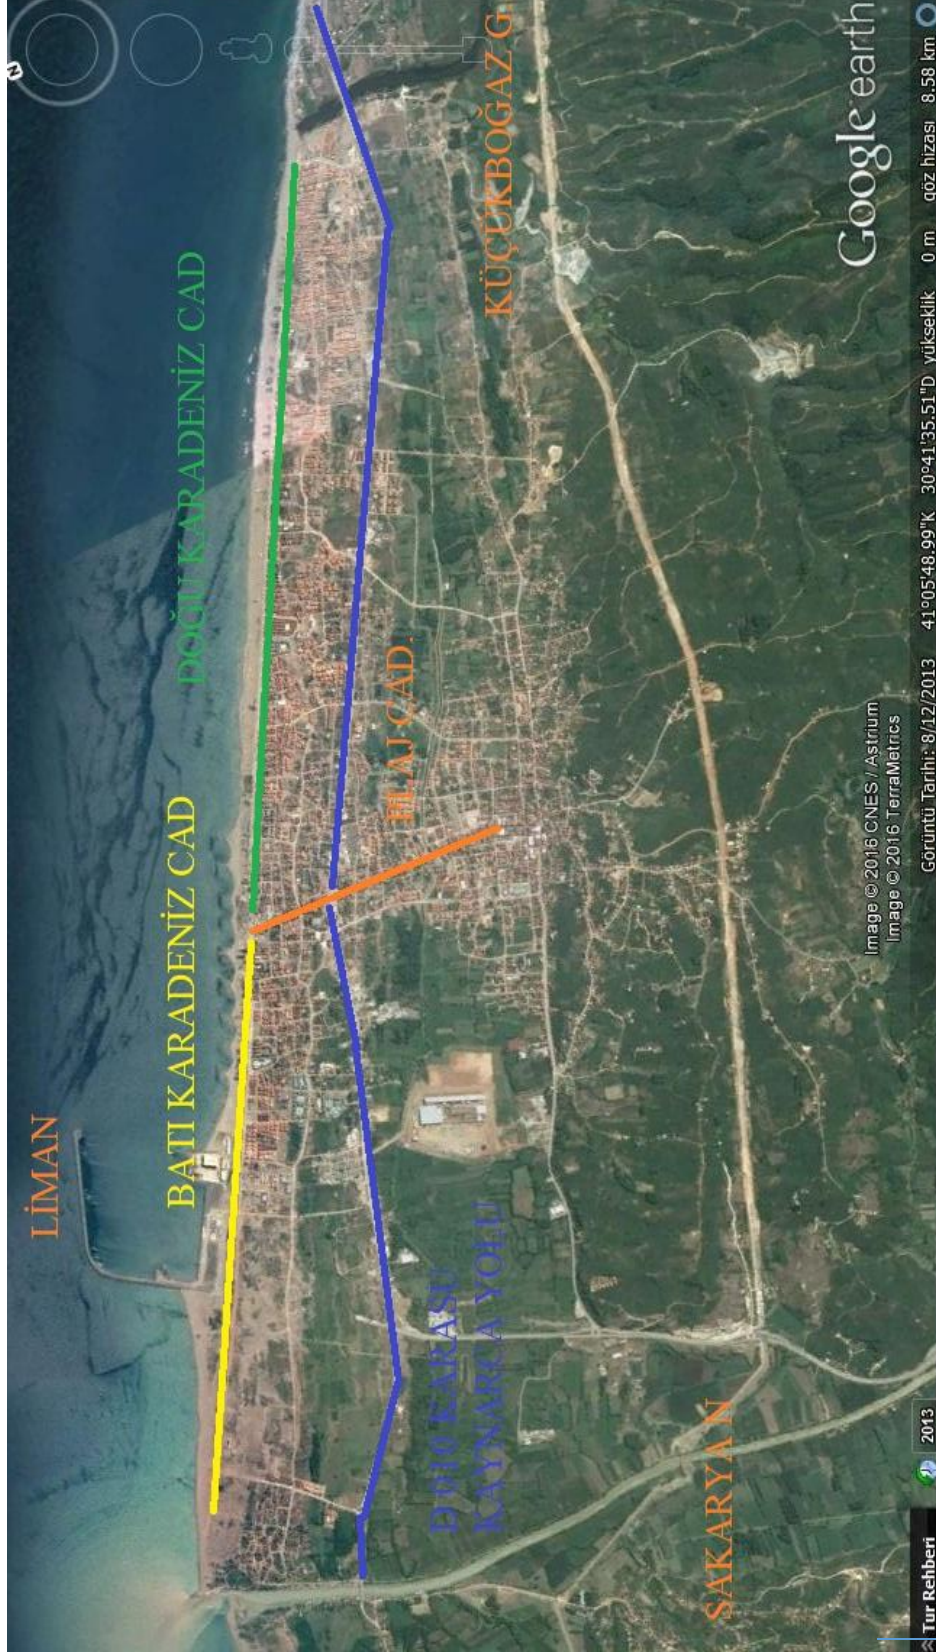 LİMAN
BATI KARADENİZ CAD
DOĞU KARADENİZ CAD
D 010 KARASU
KAYNARCA YOLU
PLAJ CAD.
KÜÇÜKBOĞAZ G.
SAKARYA N
N
Image © 2016 CNES / Astrium
Image © 2016 TerraMetrics
Google earth
Tur Rehberi
2013
Görüntü Tarihi: 8/12/2013 41°05'48.99"K 30°41'35.51"D yükseklik 0 m göz hizası 8.58 km